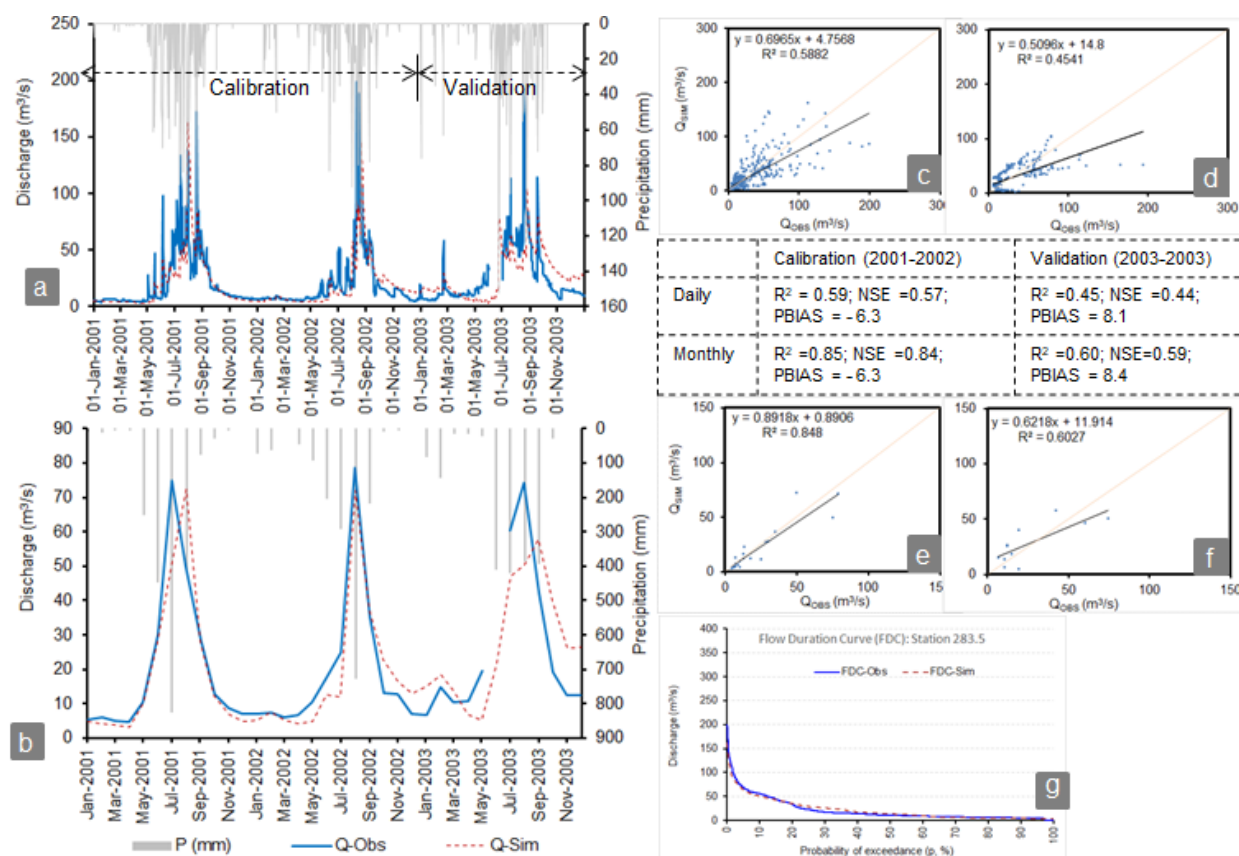 250
200
150
100
50
0
Discharge (m³/s)
0
20
40
60
80
100
120
140
160
Precipitation (mm)
Calibration
Validation
a
01-Jan-2001
01-Mar-2001
01-May-2001
01-Jul-2001
01-Sep-2001
01-Nov-2001
01-Jan-2002
01-Mar-2002
01-May-2002
01-Jul-2002
01-Sep-2002
01-Nov-2002
01-Jan-2003
01-Mar-2003
01-May-2003
01-Jul-2003
01-Sep-2003
01-Nov-2003
90
80
70
60
50
40
30
20
10
0
Discharge (m³/s)
0
100
200
300
400
500
600
700
800
900
Precipitation (mm)
b
Jan-2001
Mar-2001
May-2001
Jul-2001
Sep-2001
Nov-2001
Jan-2002
Mar-2002
May-2002
Jul-2002
Sep-2002
Nov-2002
Jan-2003
Mar-2003
May-2003
Jul-2003
Sep-2003
Nov-2003
P (mm)
Q-Obs
Q-Sim
300
200
100
0
Q_SIM (m³/s)
y = 0.6965x + 4.7568
R² = 0.5882
c
0
100
200
300
Q_OBS (m³/s)
300
200
100
0
y = 0.5096x + 14.8
R² = 0.4541
d
0
100
200
300
Q_OBS (m³/s)
Calibration (2001-2002)
Validation (2003-2003)
Daily
R² = 0.59; NSE =0.57;
PBIAS = -6.3
R² =0.45; NSE =0.44;
PBIAS = 8.1
Monthly
R² =0.85; NSE =0.84;
PBIAS = -6.3
R² =0.60; NSE=0.59;
PBIAS = 8.4
150
100
50
0
Q_SIM (m³/s)
y = 0.8918x + 0.8906
R² = 0.848
e
0
50
100
150
Q_OBS (m³/s)
150
100
50
0
y = 0.6218x + 11.914
R² = 0.6027
f
0
50
100
150
Q_OBS (m³/s)
Flow Duration Curve (FDC): Station 283.5
FDC-Obs
FDC-Sim
400
350
300
250
200
150
100
50
0
Discharge (m³/s)
g
0
10
20
30
40
50
60
70
80
90
100
Probability of exceedance (p, %)